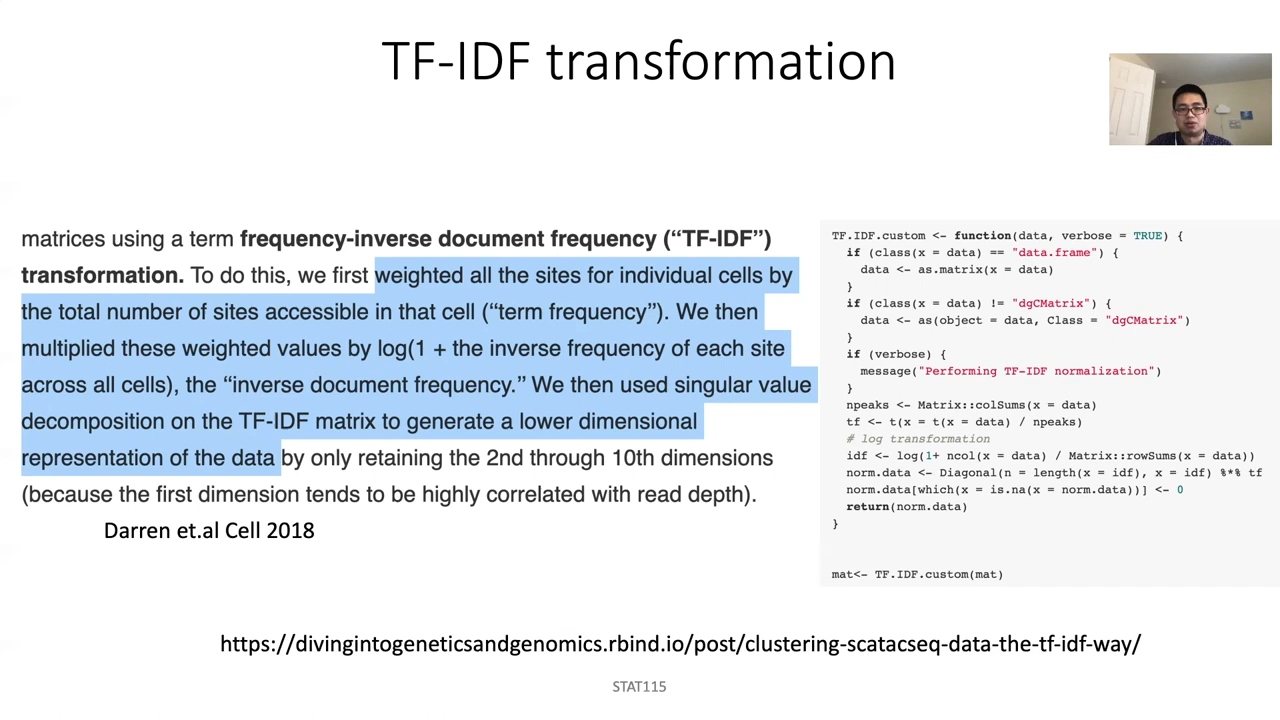 TF-IDF transformation
matrices using a term frequency-inverse document frequency (“TF-IDF”)
transformation. To do this, we first weighted all the sites for individual cells by
the total number of sites accessible in that cell (“term frequency”). We then
multiplied these weighted values by log(1 + the inverse frequency of each site
across all cells), the “inverse document frequency.” We then used singular value
decomposition on the TF-IDF matrix to generate a lower dimensional
representation of the data by only retaining the 2nd through 10th dimensions
(because the first dimension tends to be highly correlated with read depth).
Darren et.al Cell 2018
TF.IDF.custom <- function(data, verbose = TRUE) {
if (class(x = data) == "data.frame") {
data <- as.matrix(x = data)
}
if (class(x = data) != "dgCMatrix") {
data <- as(object = data, Class = "dgCMatrix")
}
if (verbose) {
message("Performing TF-IDF normalization")
}
npeaks <- Matrix::colSums(x = data)
tf <- t(x = t(x = data) / npeaks)
# log transformation
idf <- log(1+ ncol(x = data) / Matrix::rowSums(x = data))
norm.data <- Diagonal(n = length(x = idf), x = idf) %*% tf
norm.data[which(x = is.na(x = norm.data))] <- 0
return(norm.data)
}
mat<- TF.IDF.custom(mat)
https://divingintogeneticsandgenomics.rbind.io/post/clustering-scatacseq-data-the-tf-idf-way/
STAT115